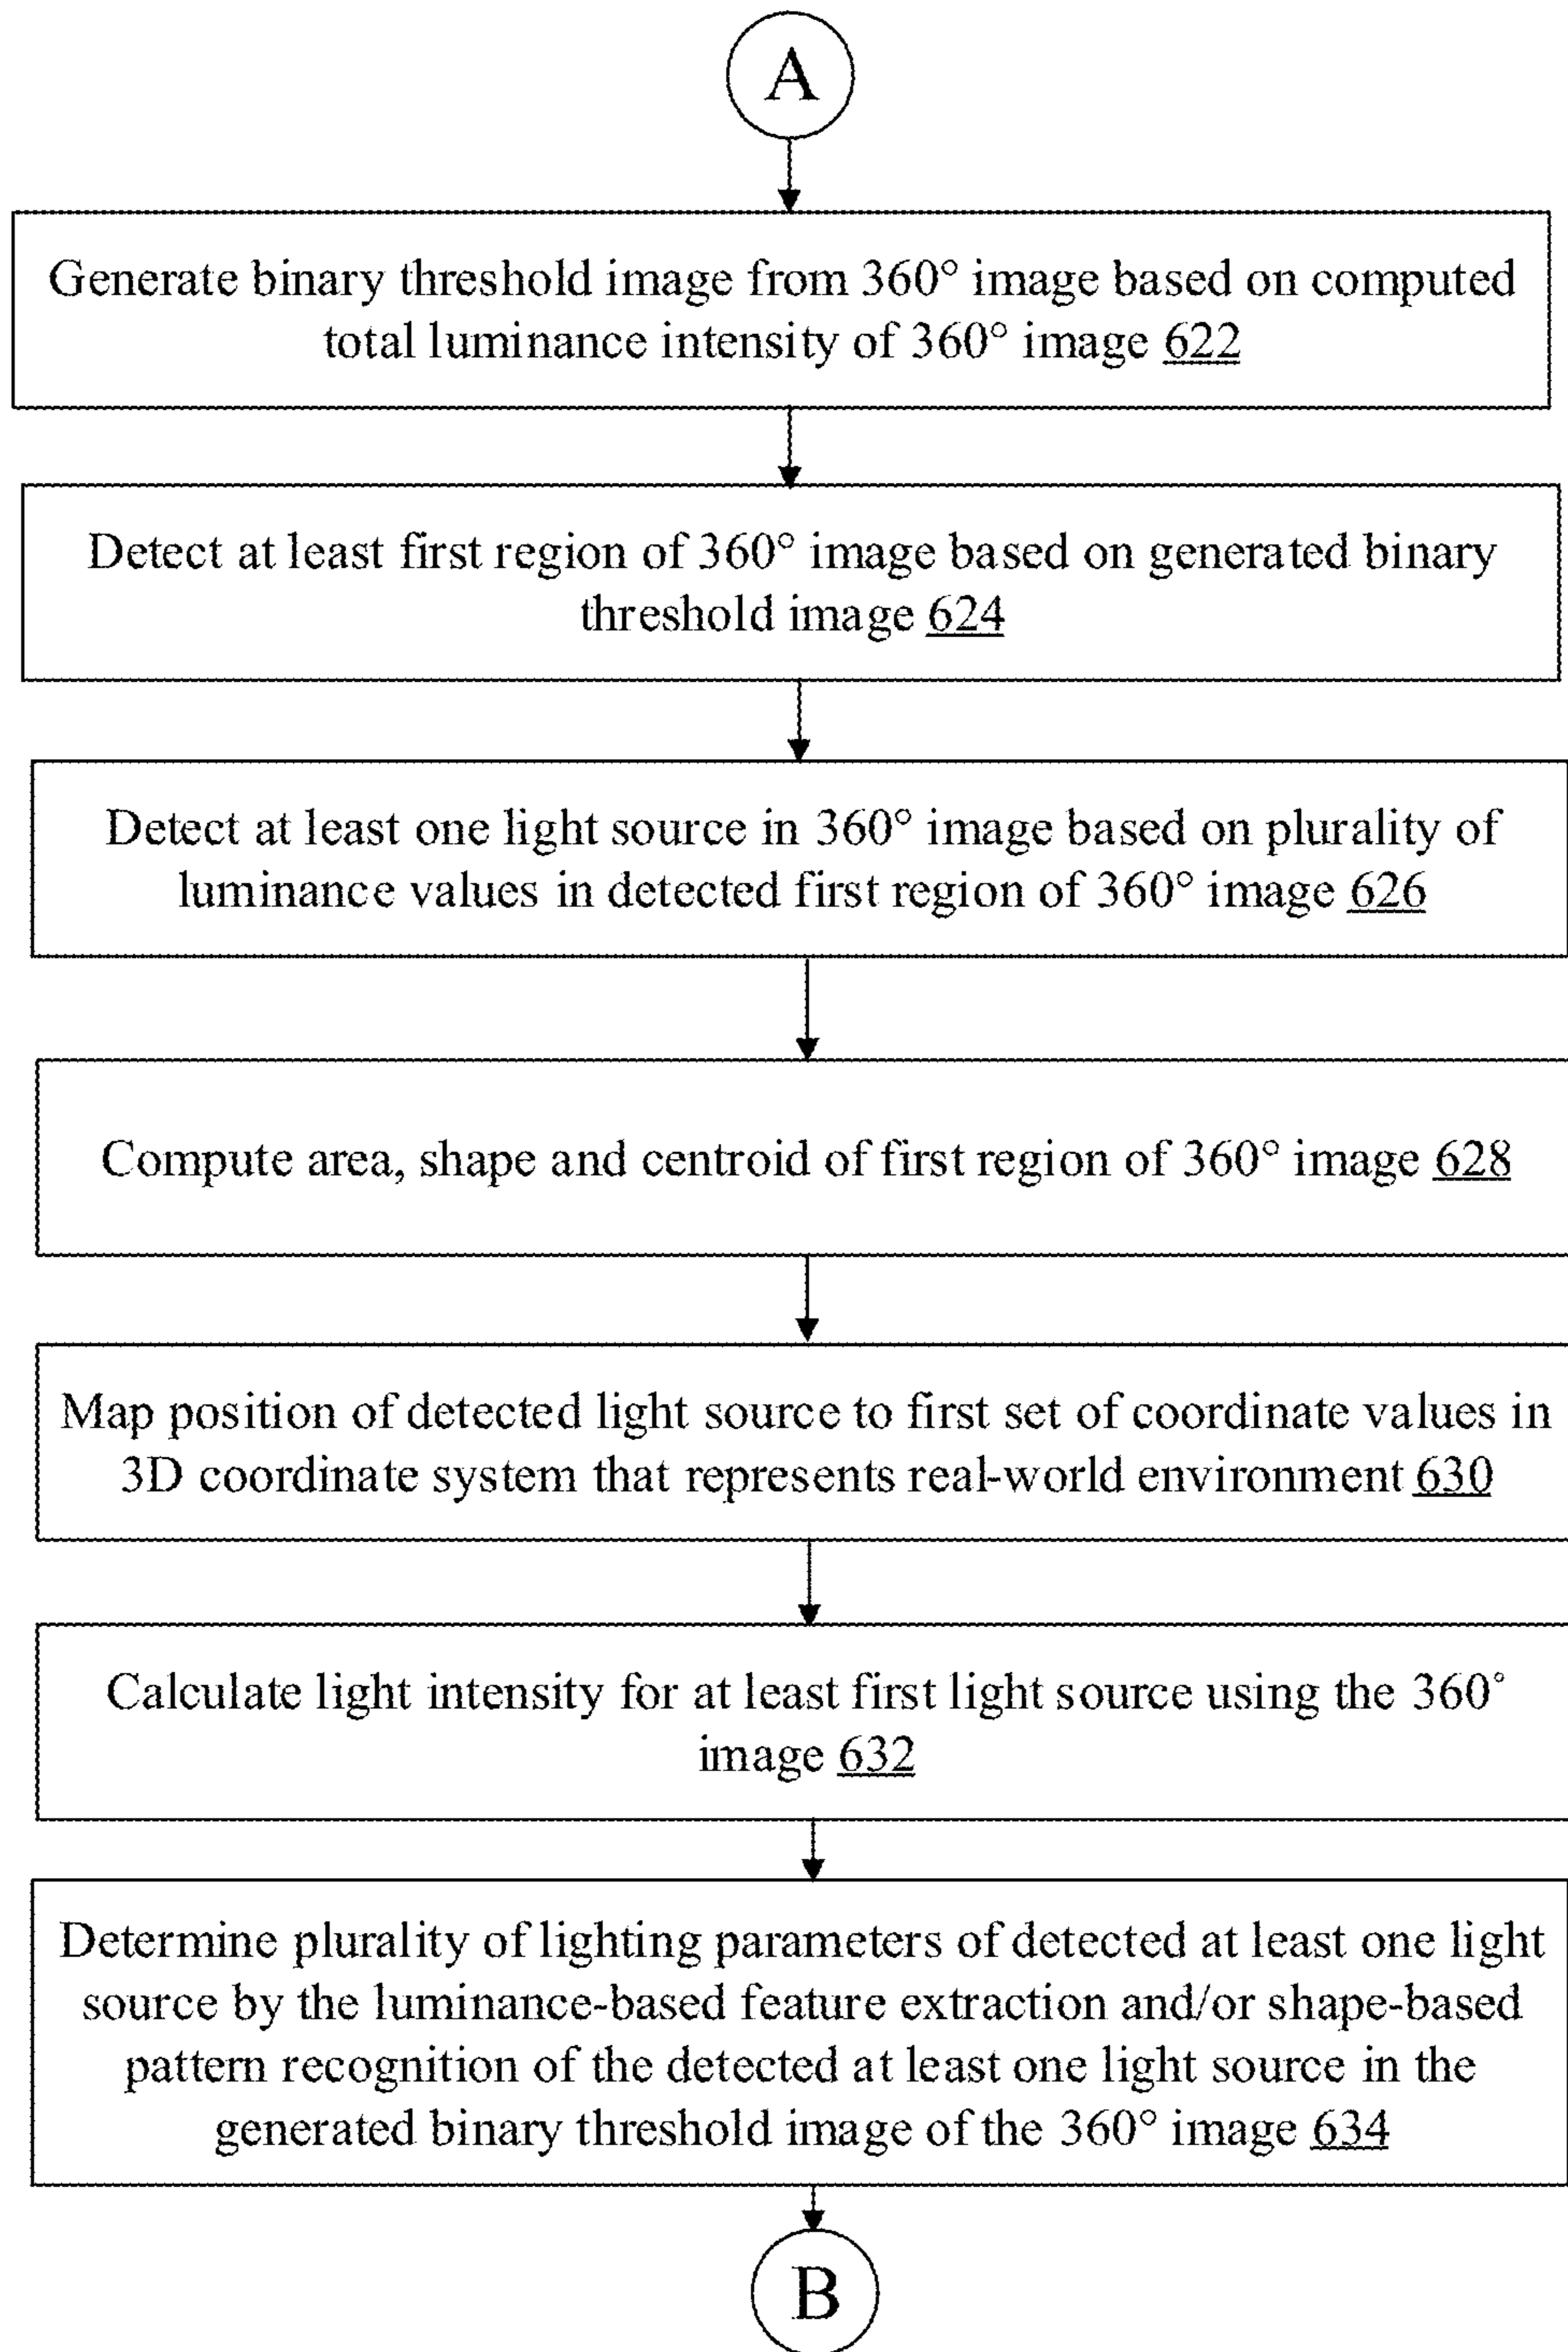 A
Generate binary threshold image from 360° image based on computed
total luminance intensity of 360° image 622
Detect at least first region of 360° image based on generated binary
threshold image 624
Detect at least one light source in 360° image based on plurality of
luminance values in detected first region of 360° image 626
Compute area, shape and centroid of first region of 360° image 628
Map position of detected light source to first set of coordinate values in
3D coordinate system that represents real-world environment 630
Calculate light intensity for at least first light source using the 360°
image 632
Determine plurality of lighting parameters of detected at least one light
source by the luminance-based feature extraction and/or shape-based
pattern recognition of the detected at least one light source in the
generated binary threshold image of the 360° image 634
B